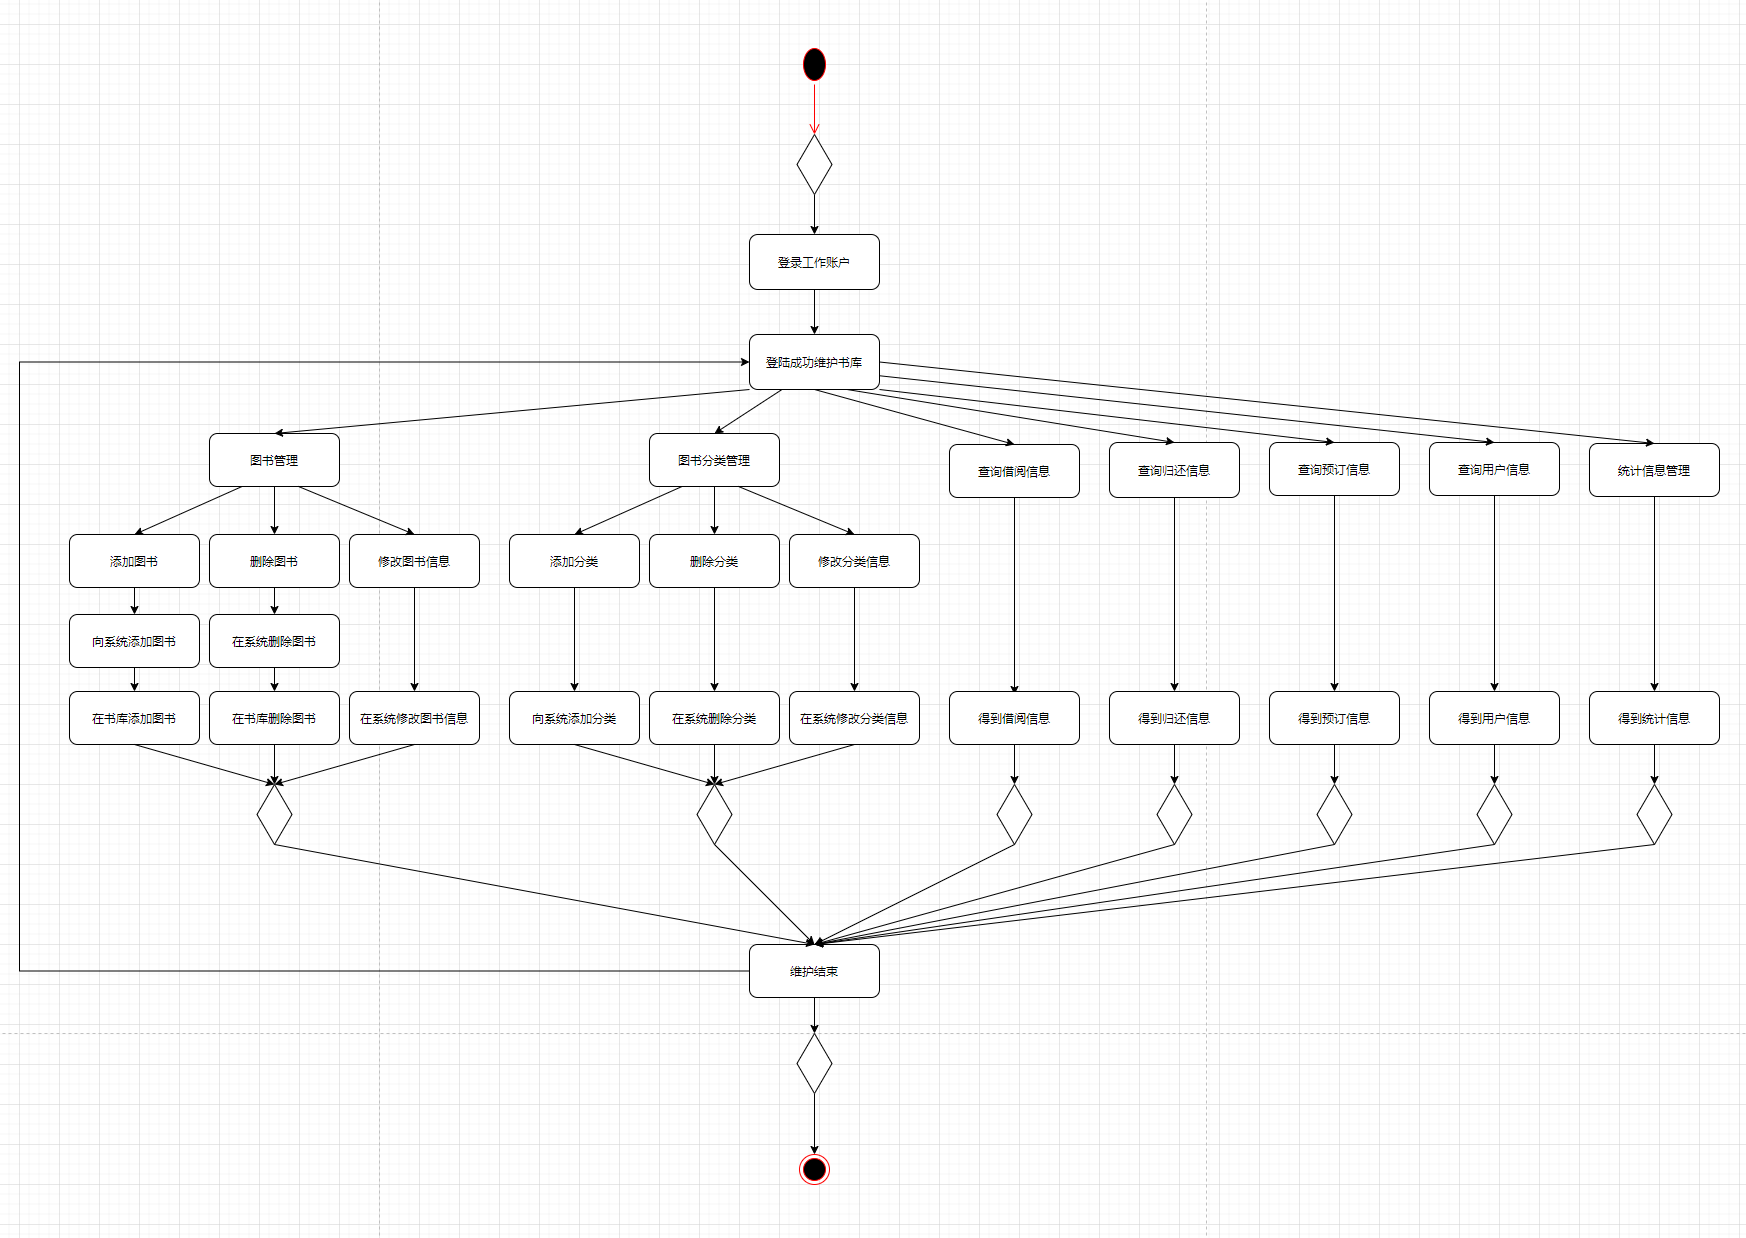 登录工作账户
登陆成功维护书库
图书管理
图书分类管理
查询借阅信息
查询归还信息
查询预订信息
查询用户信息
统计信息管理
添加图书
删除图书
修改图书信息
添加分类
删除分类
修改分类信息
向系统添加图书
在系统删除图书
在书库添加图书
在书库删除图书
在系统修改图书信息
向系统添加分类
在系统删除分类
在系统修改分类信息
得到借阅信息
得到归还信息
得到预订信息
得到用户信息
得到统计信息
维护结束